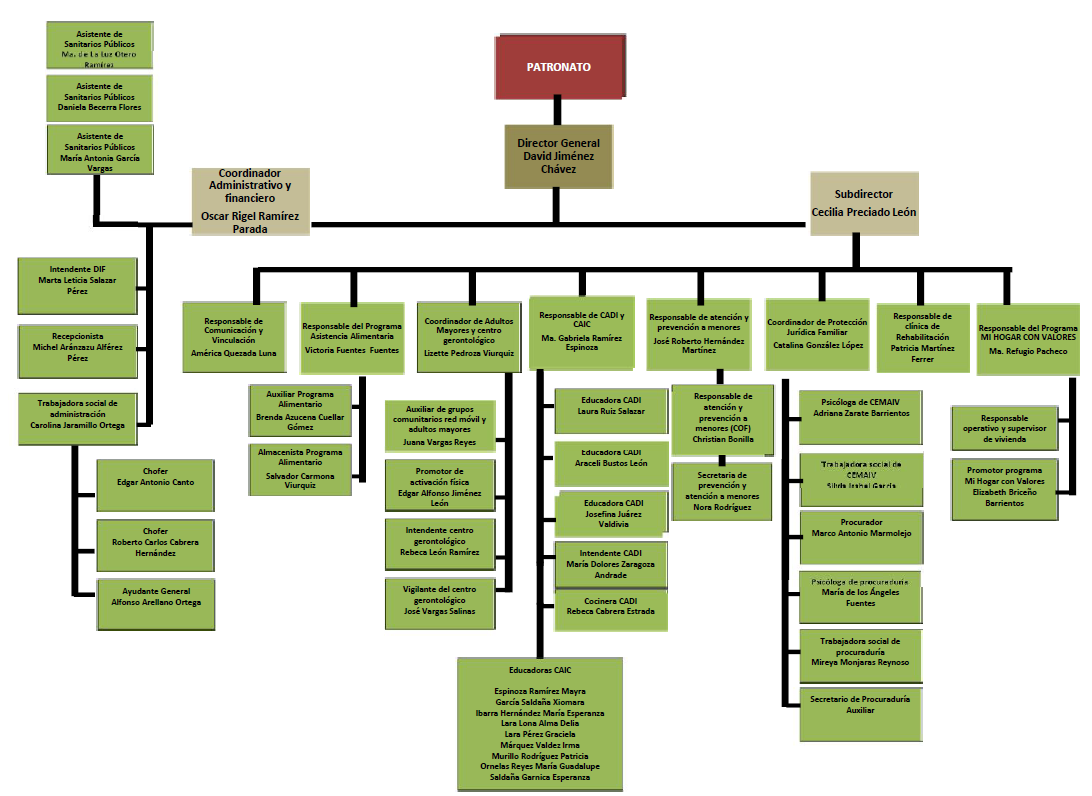 Asistente de
Sanitarios Públicos
Ma. de La Luz Otero
Ramírez
Asistente de
Sanitarios Públicos
Daniela Becerra Flores
Asistente de
Sanitarios Públicos
María Antonia García
Vargas
PATRONATO
Director General
David Jiménez
Chávez
Coordinador
Administrativo y
financiero
Oscar Rigel Ramírez
Parada
Subdirector
Cecilia Preciado León
Intendente DIF
Marta Leticia Salazar
Pérez
Recepcionista
Michel Aránzazu Alférez
Pérez
Trabajadora social de
administración
Carolina Jaramillo Ortega
Chofer
Edgar Antonio Canto
Chofer
Roberto Carlos Cabrera
Hernández
Ayudante General
Alfonso Arellano Ortega
Responsable de
Comunicación y
Vinculación
América Quezada Luna
Responsable del Programa
Asistencia Alimentaria
Victoria Fuentes Fuentes
Auxiliar Programa
Alimentario
Brenda Azucena Cuellar
Gómez
Almacenista Programa
Alimentario
Salvador Carmona
Viurquiz
Coordinador de Adultos
Mayores y centro
gerontológico
Lizette Pedroza Viurquiz
Auxiliar de grupos
comunitarios red móvil y
adultos mayores
Juana Vargas Reyes
Promotor de
activación física
Edgar Alfonso Jiménez
León
Intendente centro
gerontológico
Rebeca León Ramírez
Vigilante del centro
gerontológico
José Vargas Salinas
Responsable de CADI y
CAIC
Ma. Gabriela Ramírez
Espinoza
Educadora CADI
Laura Ruiz Salazar
Educadora CADI
Araceli Bustos León
Educadora CADI
Josefina Juárez
Valdivia
Intendente CADI
María Dolores Zaragoza
Andrade
Cocinera CADI
Rebeca Cabrera Estrada
Educadoras CAIC
Espinoza Ramírez Mayra
García Saldaña Xiomara
Ibarra Hernández María Esperanza
Lara Lona Alma Delia
Lara Pérez Graciela
Márquez Valdez Irma
Murillo Rodríguez Patricia
Ornelas Reyes María Guadalupe
Saldaña Garnica Esperanza
Responsable de atención y
prevención a menores
José Roberto Hernández
Martínez
Responsable de
atención y
prevención a
menores (COF)
Christian Bonilla
Secretaria de
prevención y
atención a menores
Nora Rodríguez
Coordinador de Protección
Jurídica Familiar
Catalina González López
Psicóloga de CEMAIV
Adriana Zarate Barrientos
Trabajadora social de
CEMAIV
Silvia Isabel García
Procurador
Marco Antonio Marmolejo
Psicóloga de procuraduría
María de los Ángeles
Fuentes
Trabajadora social de
procuraduría
Mireya Monjaras Reynoso
Secretario de Procuraduría
Auxiliar
Responsable de
clínica de
Rehabilitación
Patricia Martínez
Ferrer
Responsable del Programa
MI HOGAR CON VALORES
Ma. Refugio Pacheco
Responsable
operativo y supervisor
de vivienda
Promotor programa
Mi Hogar con Valores
Elizabeth Briceño
Barrientos